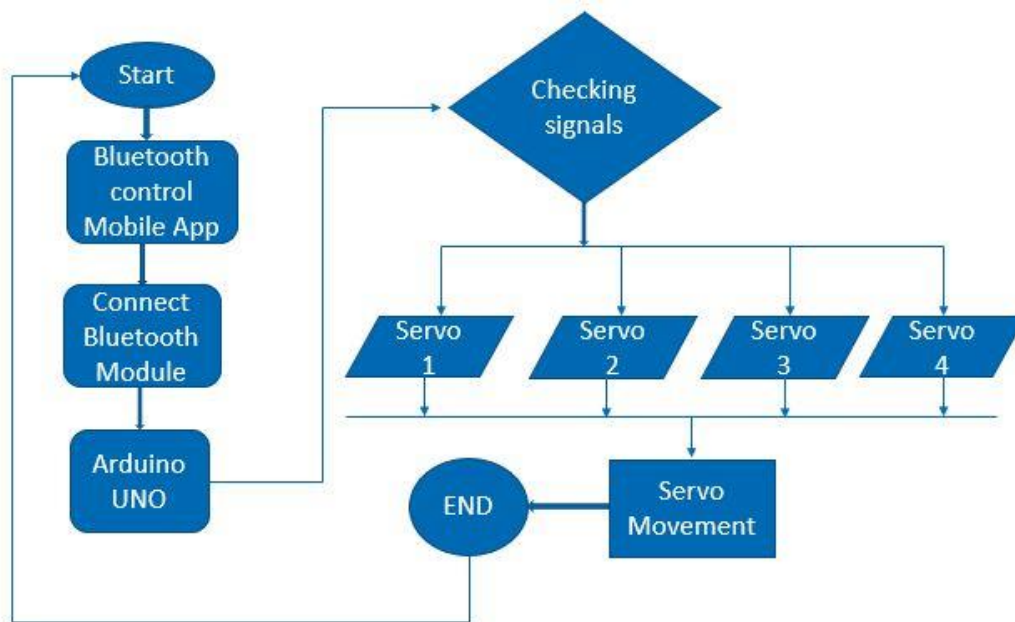 Start
Bluetooth
control
Mobile App
Connect
Bluetooth
Module
Arduino
UNO
Checking
signals
Servo
1
Servo
2
Servo
3
Servo
4
Servo
Movement
END